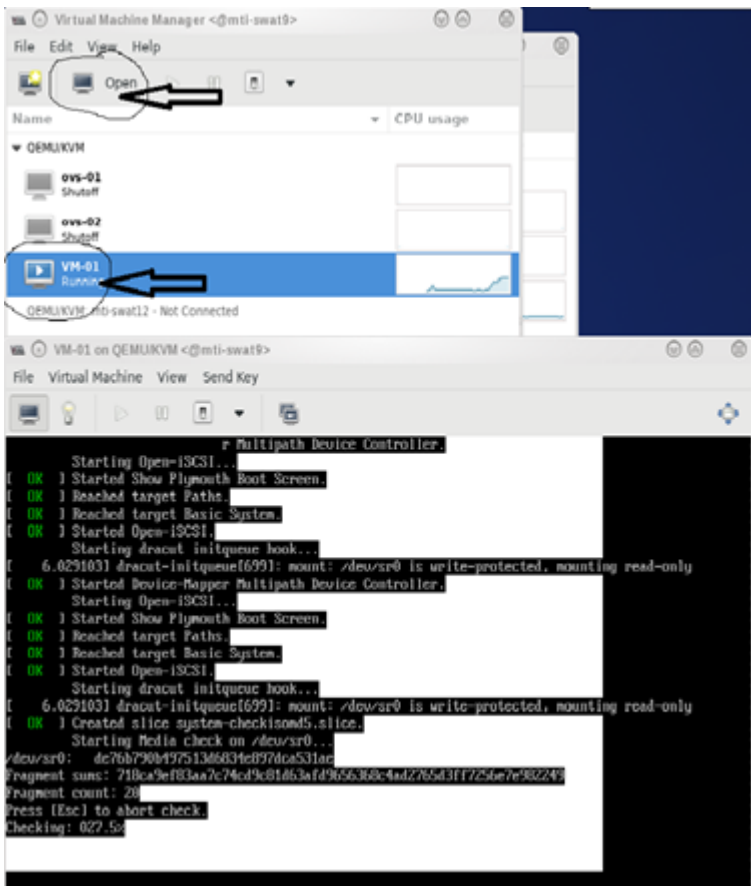 Virtual Machine Manager <@mti-swat9>
File Edit View Help
Open
Name CPU usage
QEMU/KVM
ovs-01
Shutoff
ovs-02
Shutoff
VM-01
Running
QEMU/KVM: mti-swat12 - Not Connected
VM-01 on QEMU/KVM <@mti-swat9>
File Virtual Machine View Send Key
r Multipath Device Controller.
Starting Open-iSCSI...
[ OK ] Started Show Plymouth Boot Screen.
[ OK ] Reached target Paths.
[ OK ] Reached target Basic System.
[ OK ] Started Open-iSCSI.
Starting dracut initqueue hook...
[ 6.029103] dracut-initqueue[699]: mount: /dev/sr0 is write-protected, mounting read-only
[ OK ] Started Device-Mapper Multipath Device Controller.
Starting Open-iSCSI...
[ OK ] Started Show Plymouth Boot Screen.
[ OK ] Reached target Paths.
[ OK ] Reached target Basic System.
[ OK ] Started Open-iSCSI.
Starting dracut initqueue hook...
[ 6.029103] dracut-initqueue[699]: mount: /dev/sr0 is write-protected, mounting read-only
[ OK ] Created slice system-checkisomd5.slice.
Starting Media check on /dev/sr0...
/dev/sr0: de76b790b497513d6834e897dca531ae
Fragment sums: 718ca9ef83aa7c74cd9c81d63afd9656368c4ad2765d3ff7256e7e982249
Fragment count: 20
Press [Esc] to abort check.
Checking: 027.5%